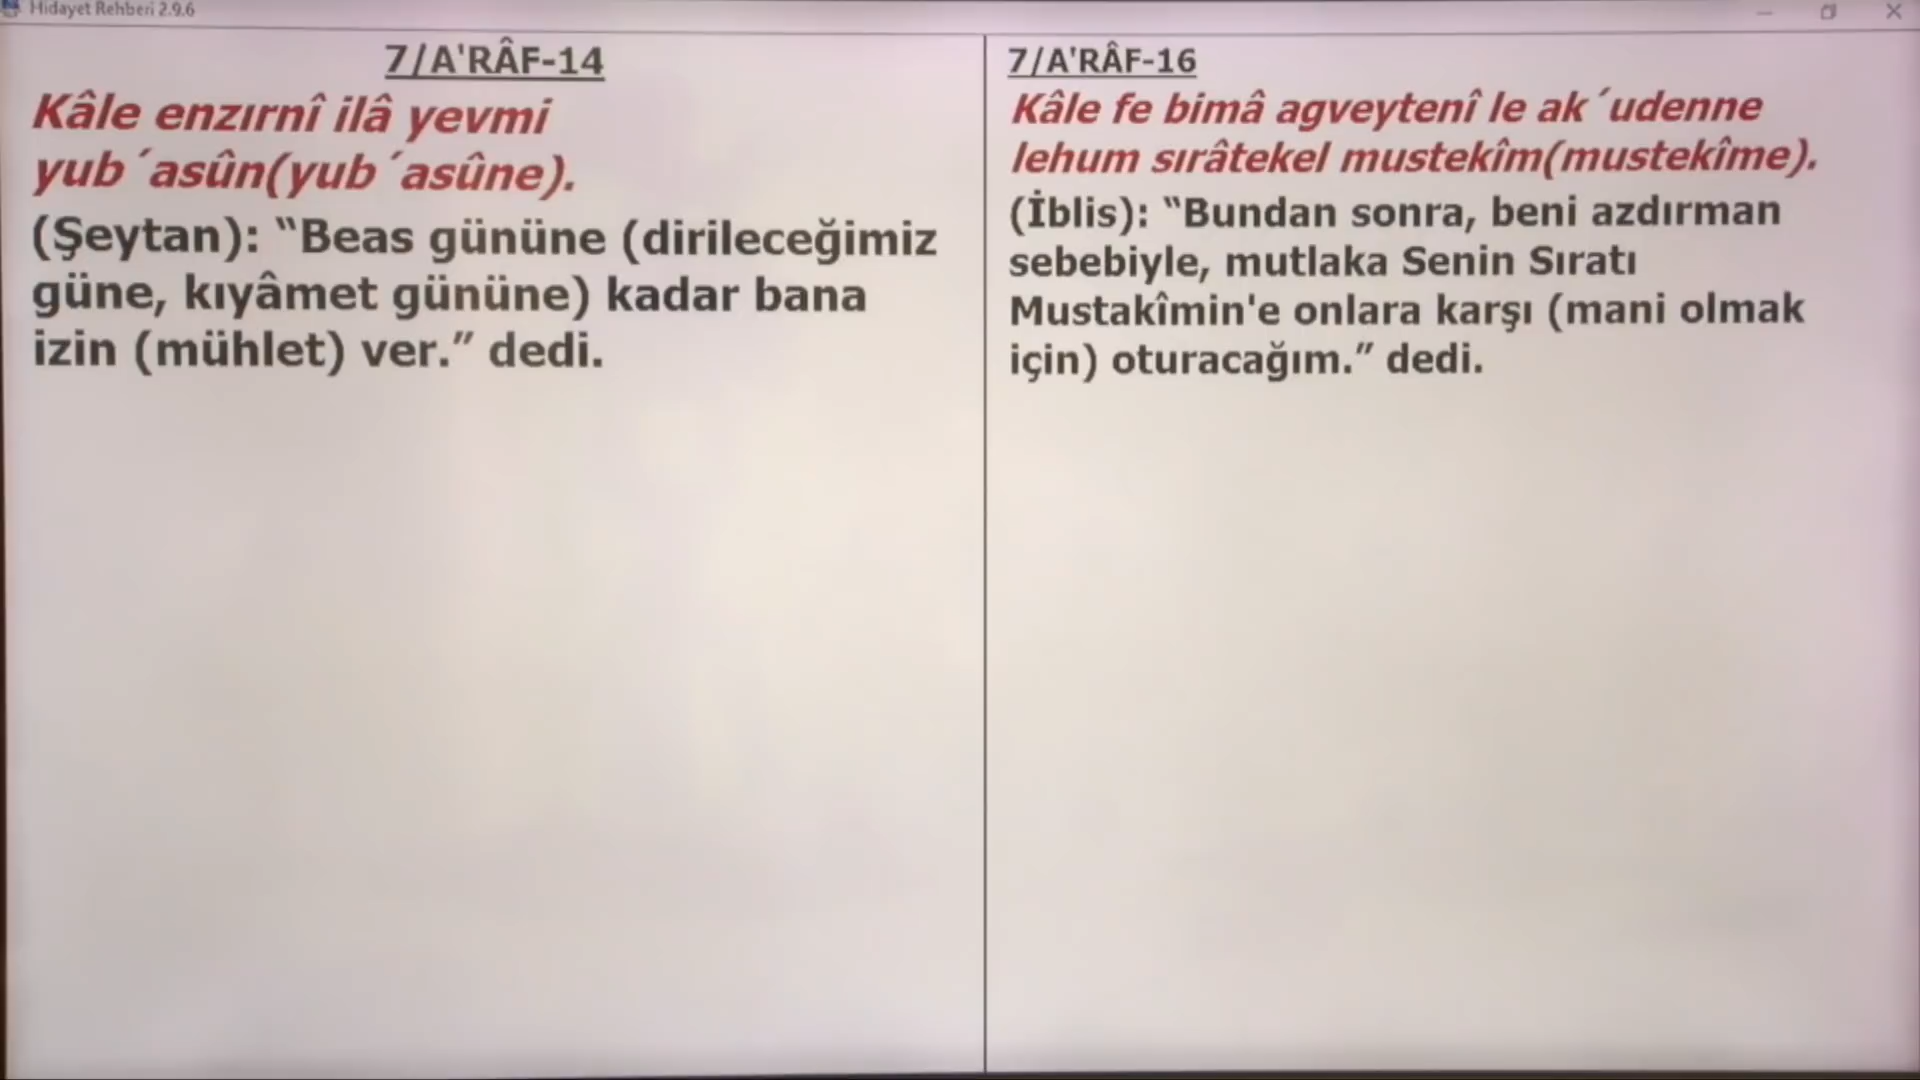 Hidayet Rehberi 2.9.6
7/A'RÂF-14
Kâle enzırnî ilâ yevmi
yub´asûn(yub´asûne).
(Şeytan): “Beas gününe (dirileceğimiz
güne, kıyâmet gününe) kadar bana
izin (mühlet) ver.” dedi.
7/A'RÂF-16
Kâle fe bimâ agveytenî le ak´udenne
lehum sırâtekel mustekîm(mustekîme).
(İblis): “Bundan sonra, beni azdırman
sebebiyle, mutlaka Senin Sıratı
Mustakîmin'e onlara karşı (mani olmak
için) oturacağım.” dedi.